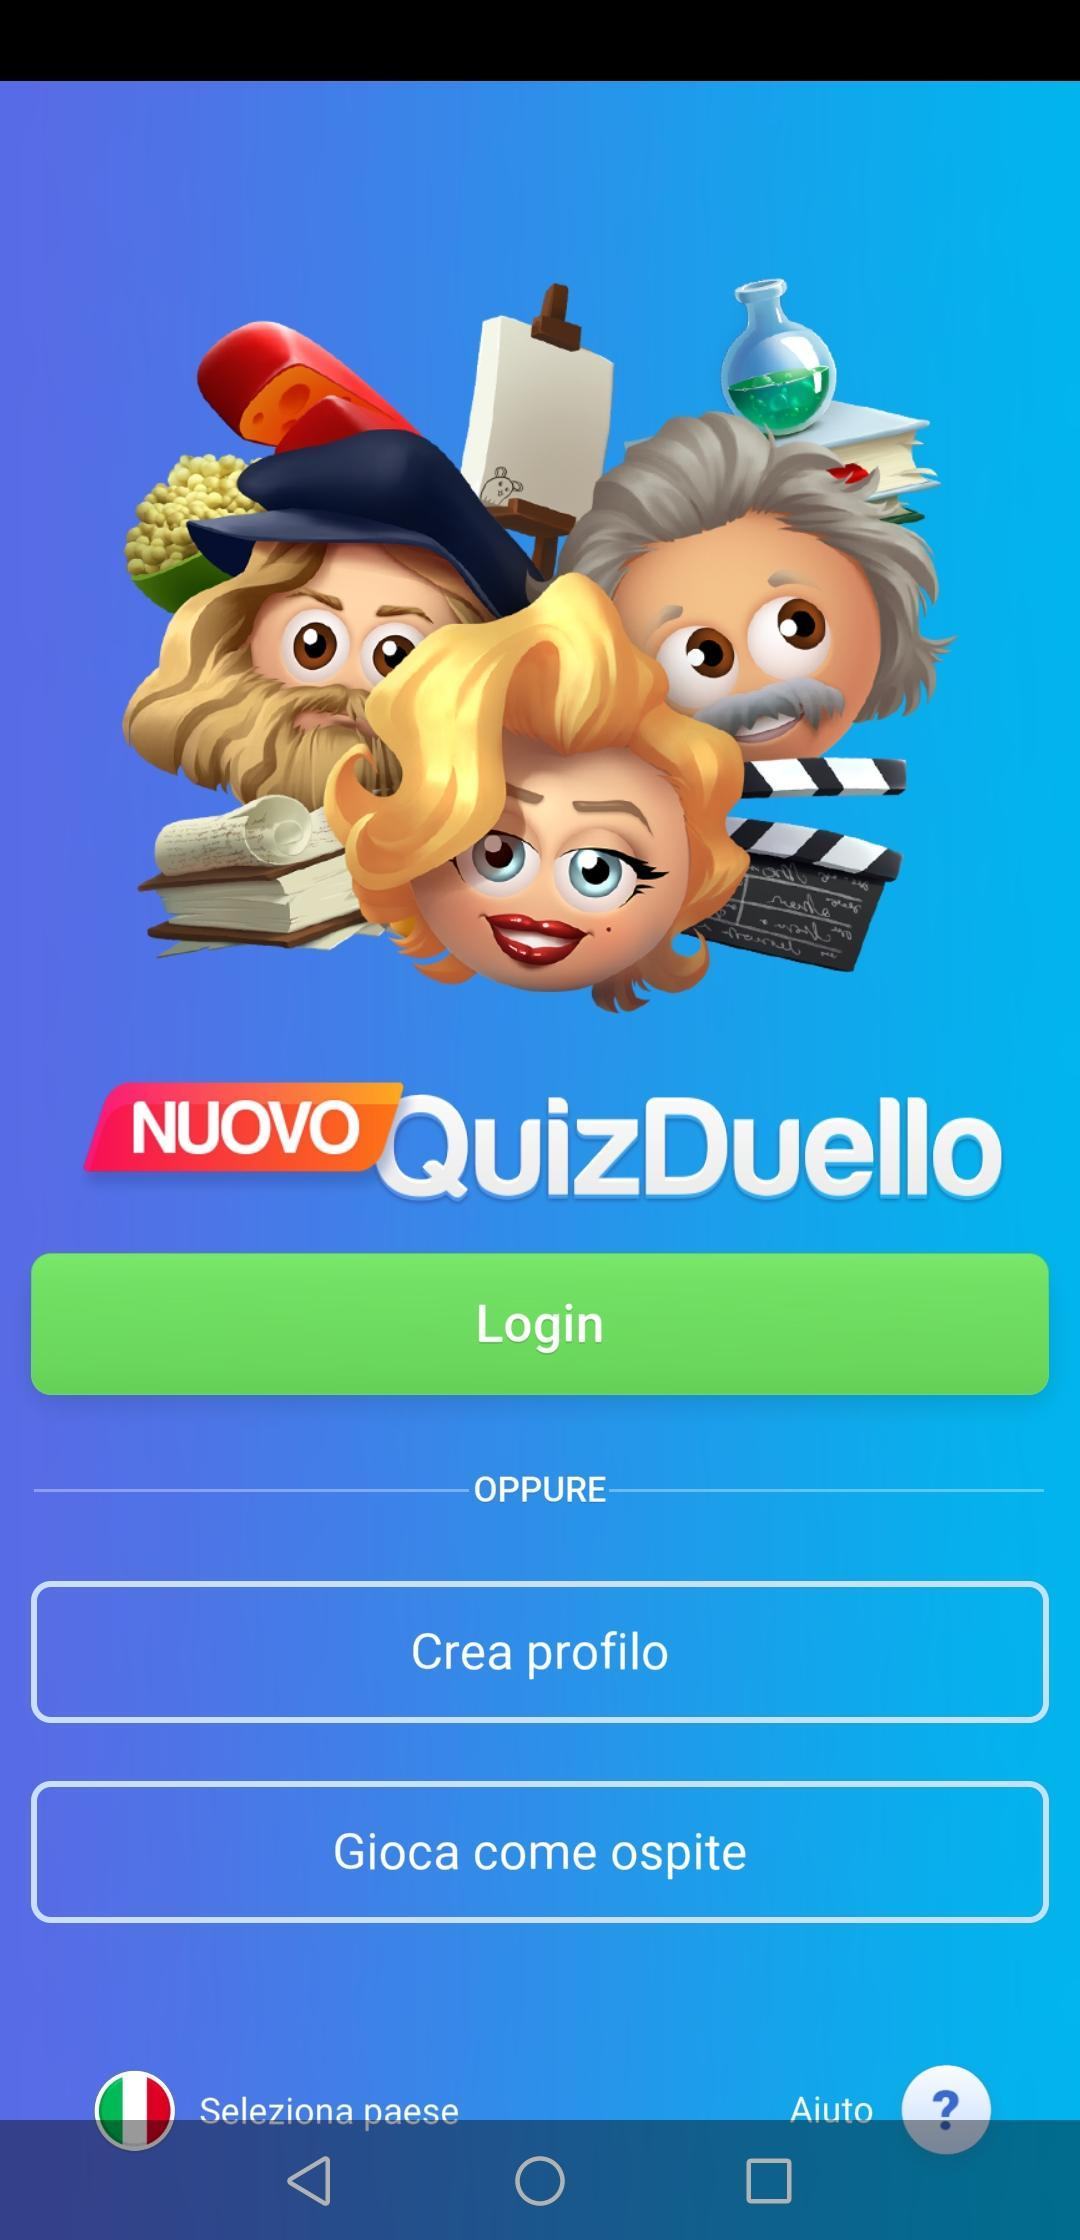 NUOVO QuizDuello
Login
OPPURE
Crea profilo
Gioca come ospite
Seleziona paese
Aiuto ?